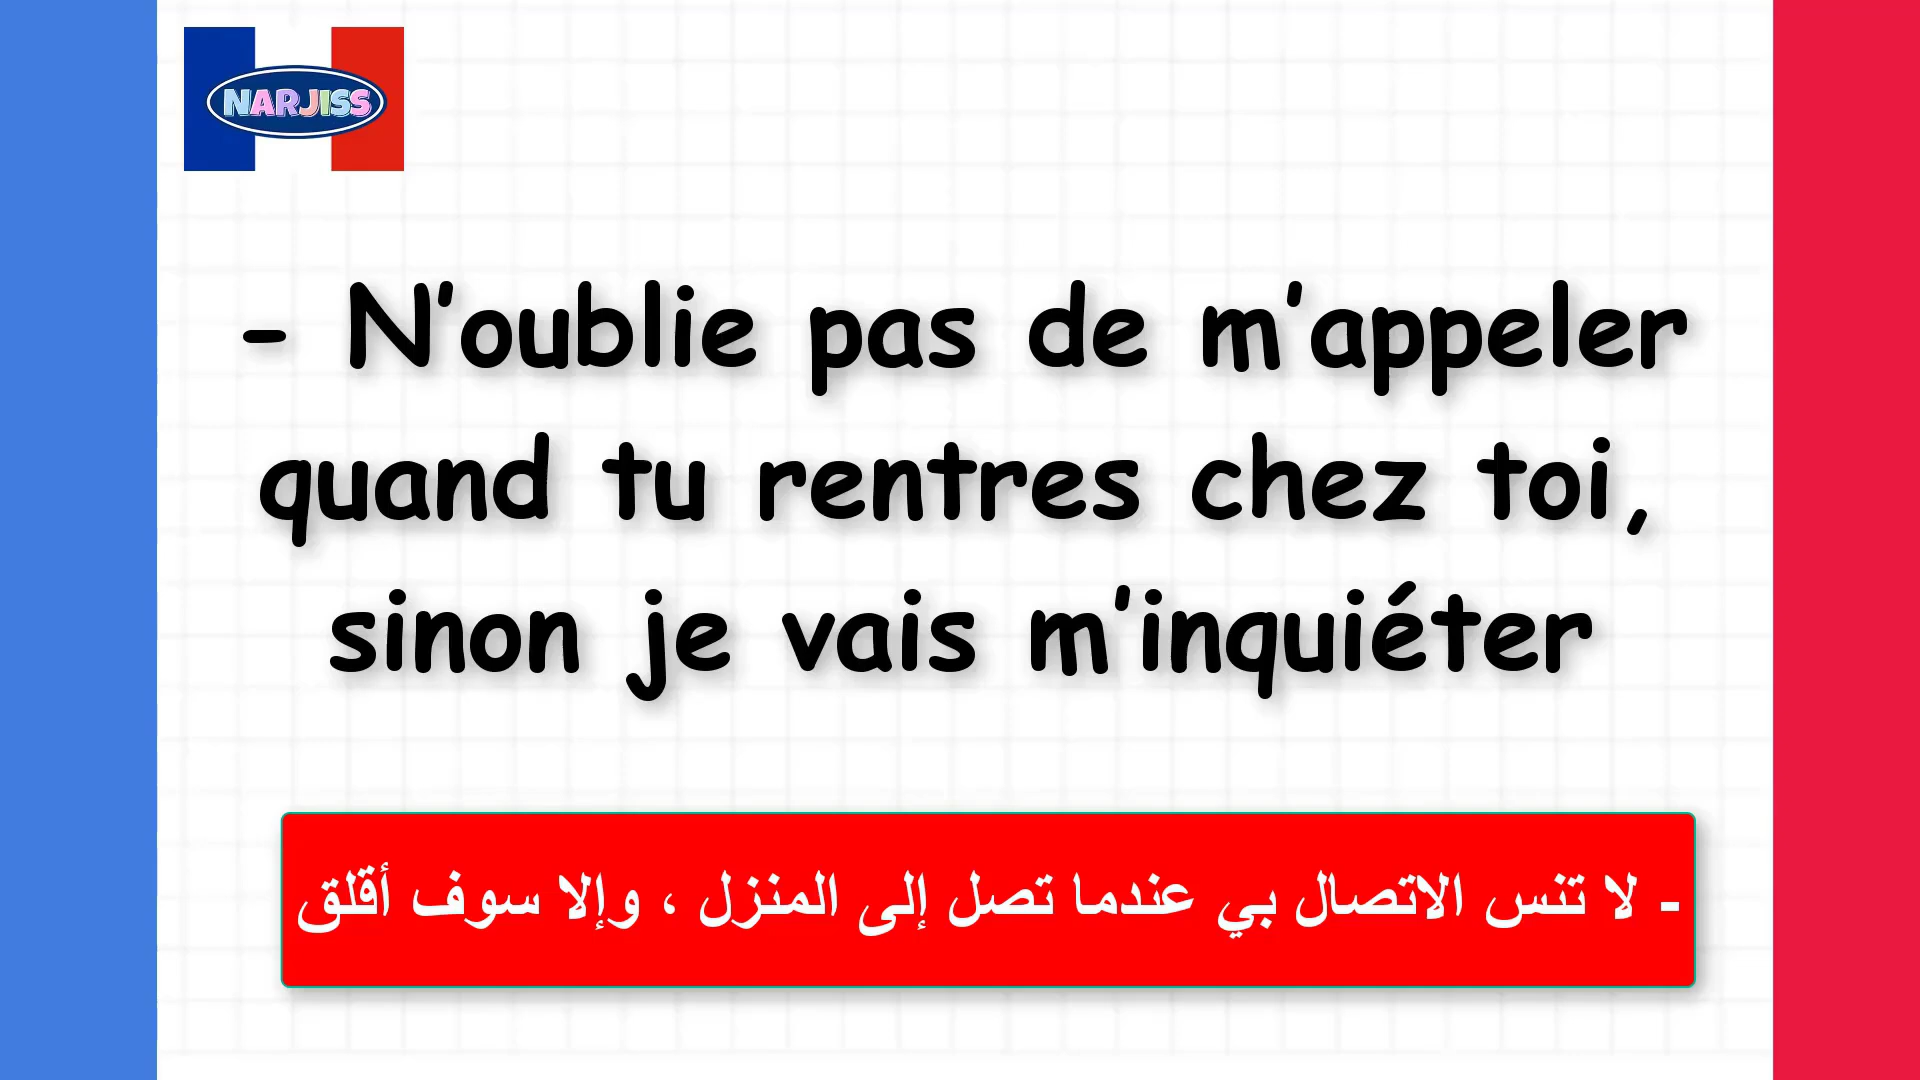 NARJISS
- N’oublie pas de m’appeler
quand tu rentres chez toi,
sinon je vais m’inquiéter
- لا تنس الاتصال بي عندما تصل إلى المنزل ، وإلا سوف أقلق